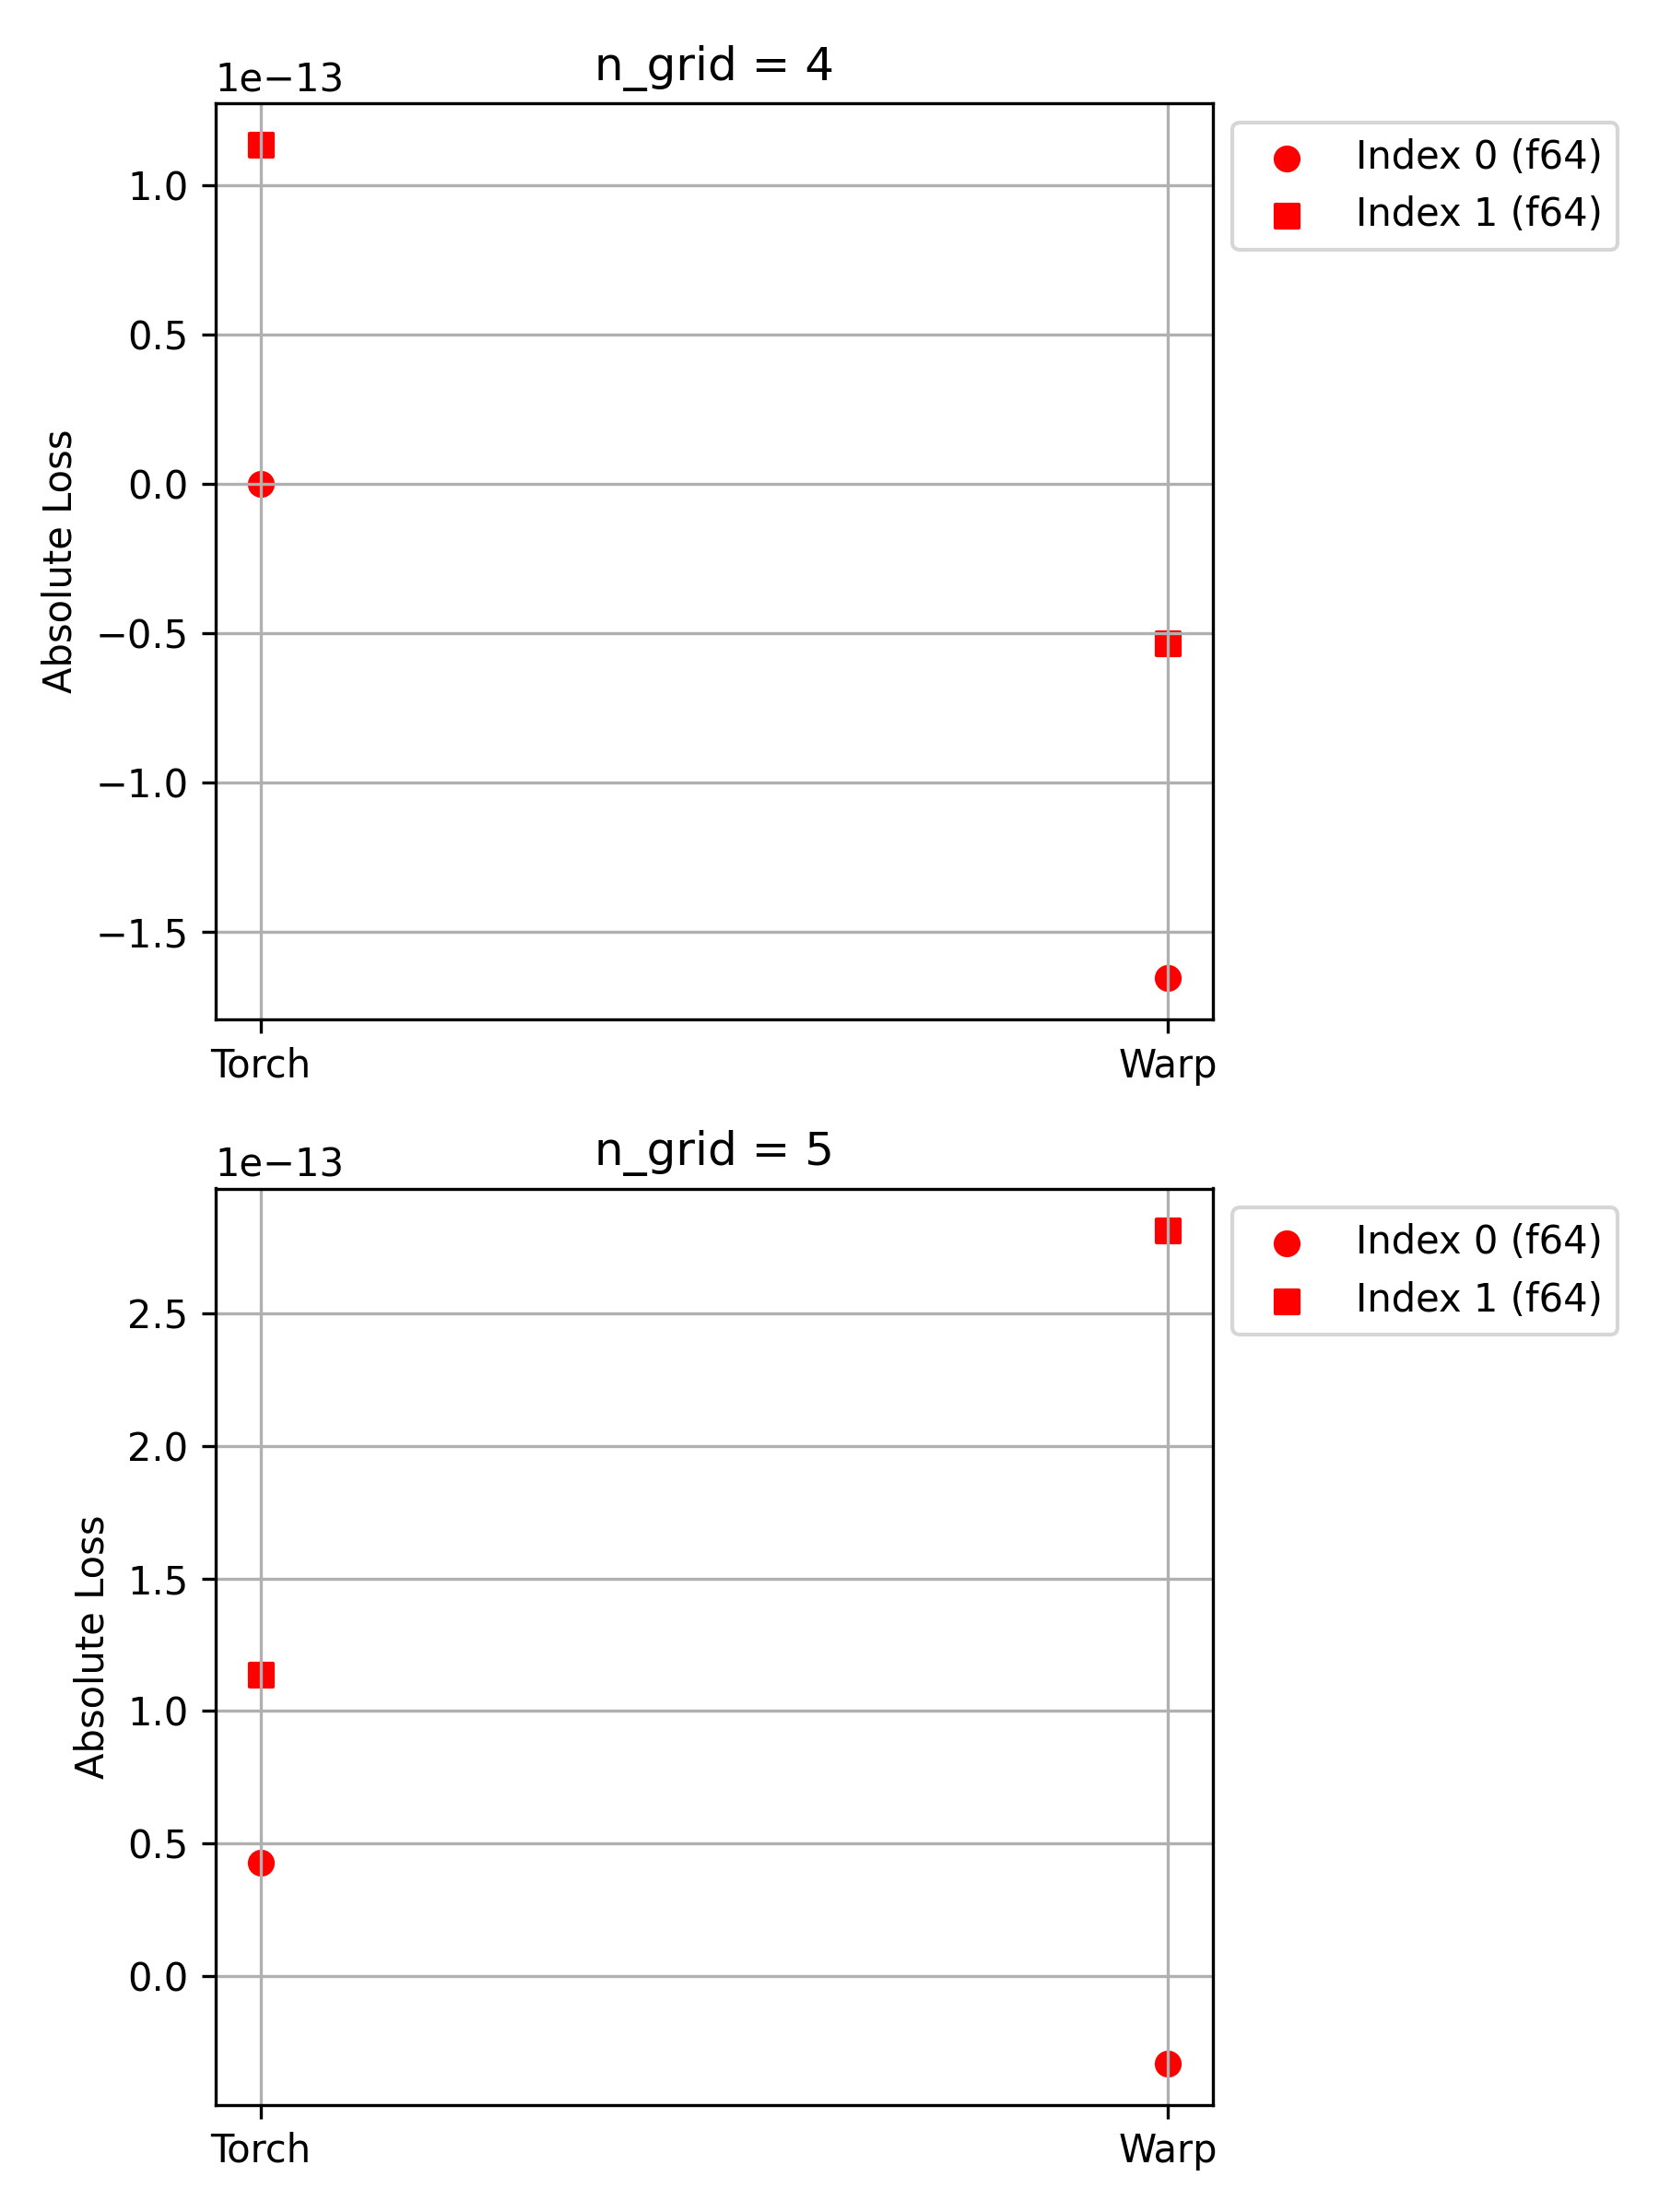 1e−13
n_grid = 4
Index 0 (f64)
Index 1 (f64)
Absolute Loss
1.0
0.5
0.0
−0.5
−1.0
−1.5
Torch
Warp
1e−13
n_grid = 5
Index 0 (f64)
Index 1 (f64)
Absolute Loss
2.5
2.0
1.5
1.0
0.5
0.0
Torch
Warp